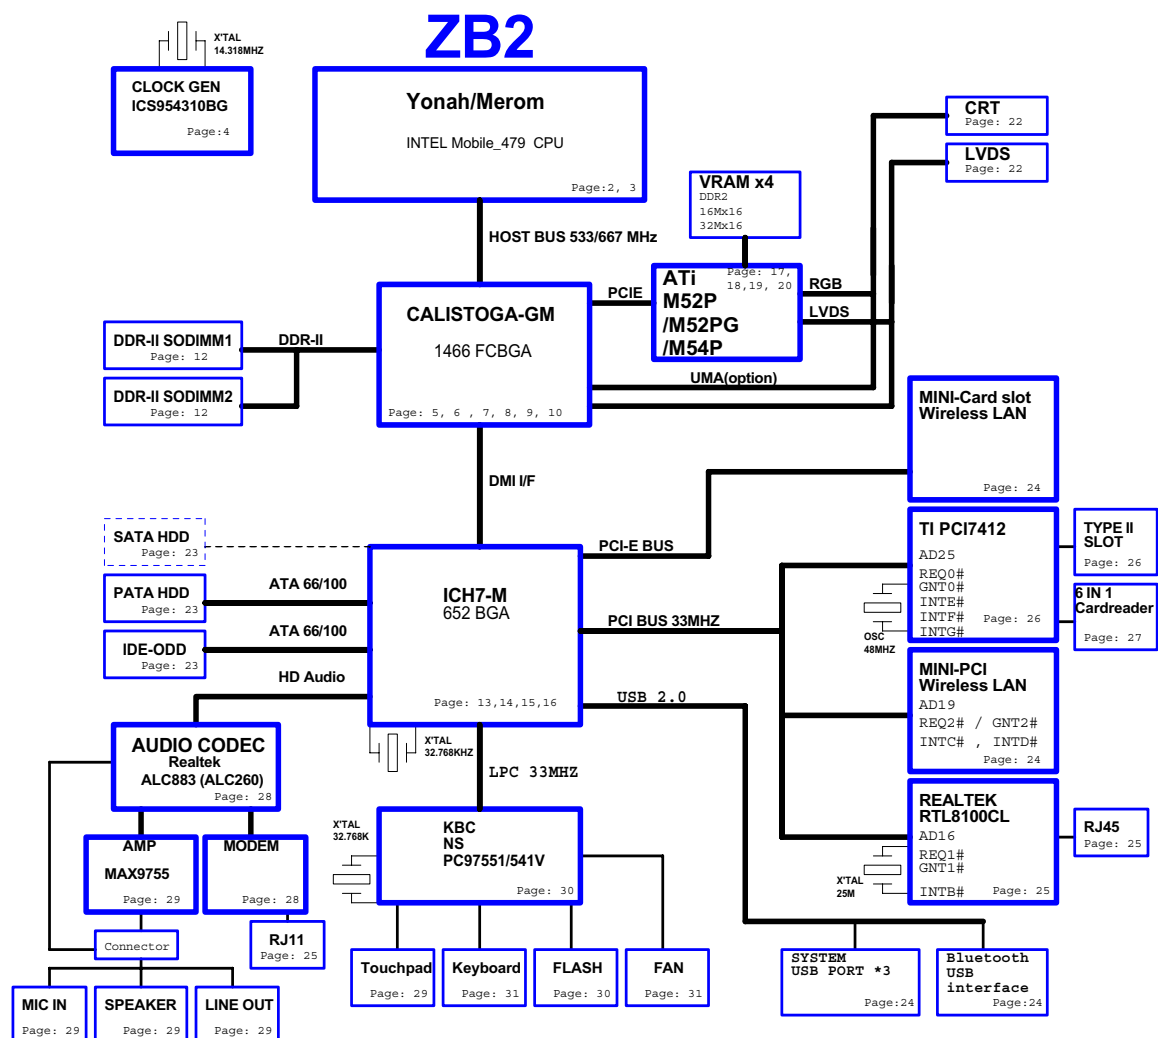 ZB2
X'TAL
14.318MHZ
CLOCK GEN
ICS954310BG
Page:4
Yonah/Merom
INTEL Mobile_479 CPU
Page:2, 3
CRT
Page: 22
LVDS
Page: 22
VRAM x4
DDR2
16Mx16
32Mx16
HOST BUS 533/667 MHz
Page: 17,
18,19, 20
ATi
M52P
/M52PG
/M54P
PCIE
RGB
LVDS
CALISTOGA-GM
1466 FCBGA
Page: 5, 6 , 7, 8, 9, 10
DDR-II SODIMM1
Page: 12
DDR-II
DDR-II SODIMM2
Page: 12
UMA(option)
MINI-Card slot
Wireless LAN
Page: 24
DMI I/F
SATA HDD
Page: 23
PCI-E BUS
TI PCI7412
AD25
REQ0#
GNT0#
INTE#
INTF#
INTG#
Page: 26
OSC
48MHZ
TYPE II
SLOT
Page: 26
6 IN 1
Cardreader
Page: 27
PATA HDD
Page: 23
ATA 66/100
ICH7-M
652 BGA
Page: 13,14,15,16
PCI BUS 33MHZ
IDE-ODD
Page: 23
ATA 66/100
HD Audio
USB 2.0
MINI-PCI
Wireless LAN
AD19
REQ2# / GNT2#
INTC# , INTD#
Page: 24
AUDIO CODEC
Realtek
ALC883 (ALC260)
Page: 28
X'TAL
32.768KHZ
LPC 33MHZ
REALTEK
RTL8100CL
AD16
REQ1#
GNT1#
INTB#
Page: 25
X'TAL
25M
RJ45
Page: 25
AMP
MAX9755
Page: 29
MODEM
Page: 28
X'TAL
32.768K
KBC
NS
PC97551/541V
Page: 30
Connector
RJ11
Page: 25
Touchpad
Page: 29
Keyboard
Page: 31
FLASH
Page: 30
FAN
Page: 31
SYSTEM
USB PORT *3
Page:24
Bluetooth
USB
interface
Page:24
MIC IN
Page: 29
SPEAKER
Page: 29
LINE OUT
Page: 29